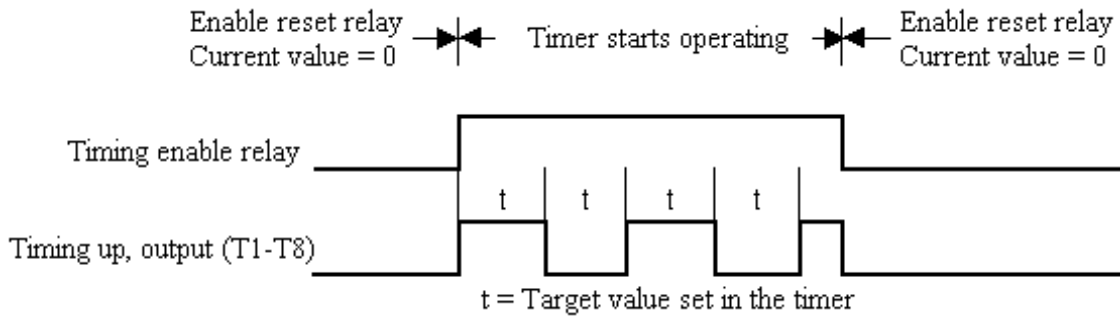 Enable reset relay
Current value = 0
Timer starts operating
Enable reset relay
Current value = 0
Timing enable relay
t t t t
Timing up, output (T1-T8)
t = Target value set in the timer